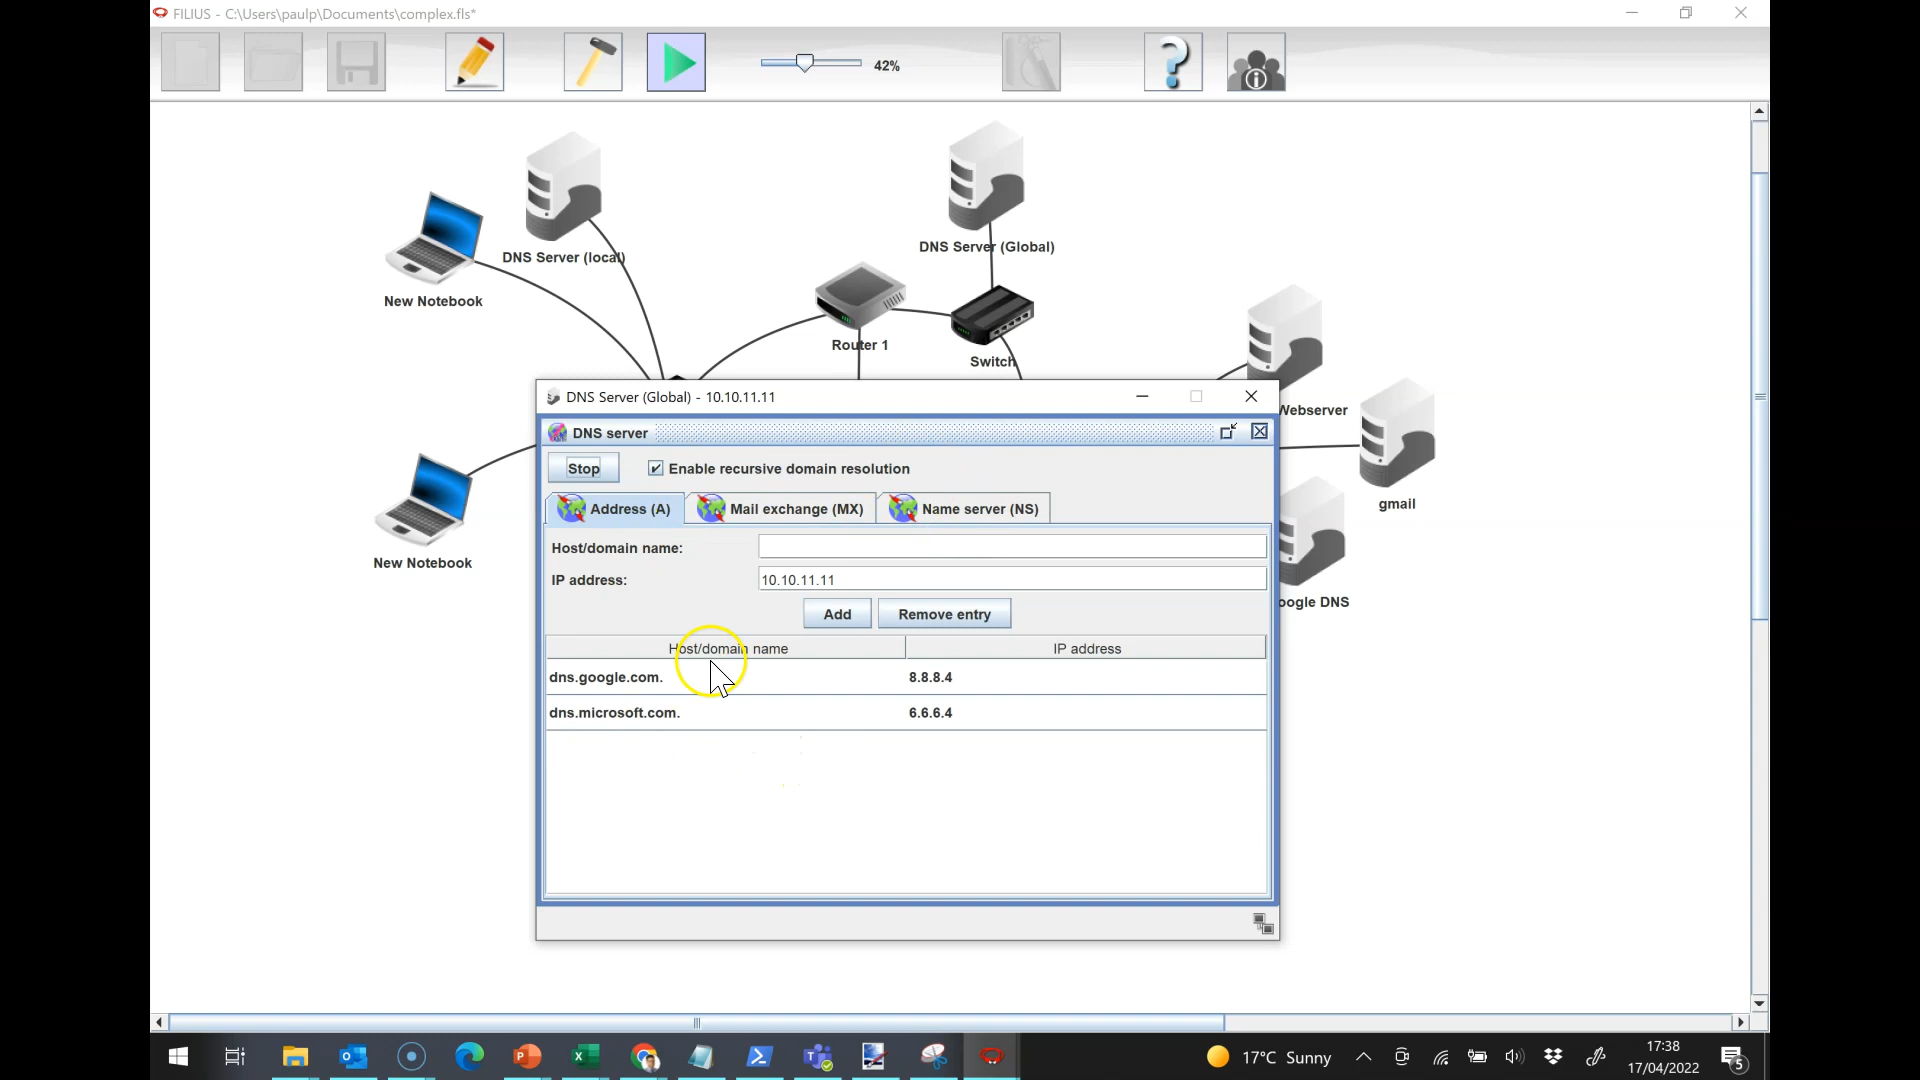 FILIUS - C:\Users\paulp\Documents\complex.fls*
42%
DNS Server (local)
New Notebook
DNS Server (Global)
Router 1
Switch
Webserver
gmail
oogle DNS
New Notebook
DNS Server (Global) - 10.10.11.11
DNS server
Stop
Enable recursive domain resolution
Address (A)
Mail exchange (MX)
Name server (NS)
Host/domain name:
IP address:
10.10.11.11
Add
Remove entry
Host/domain name
IP address
dns.google.com.
8.8.8.4
dns.microsoft.com.
6.6.6.4
17°C Sunny
17:38
17/04/2022
5